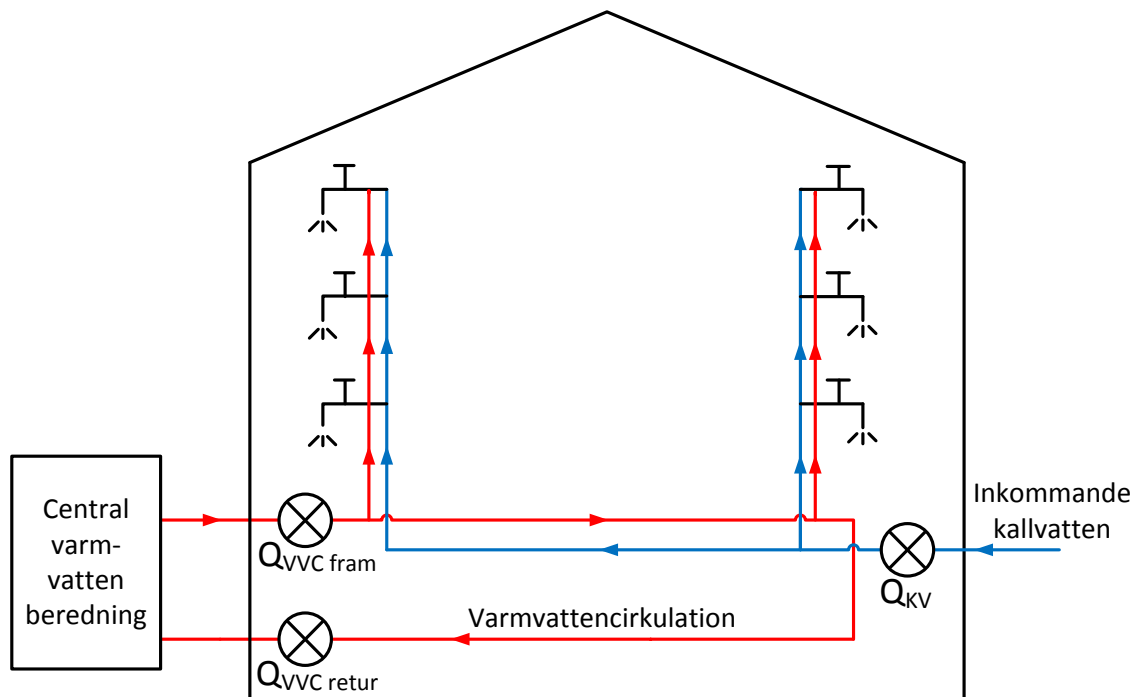 Central
varm-
vatten
beredning
QVVC fram
QVVC retur
Varmvattencirkulation
QKV
Inkommande
kallvatten